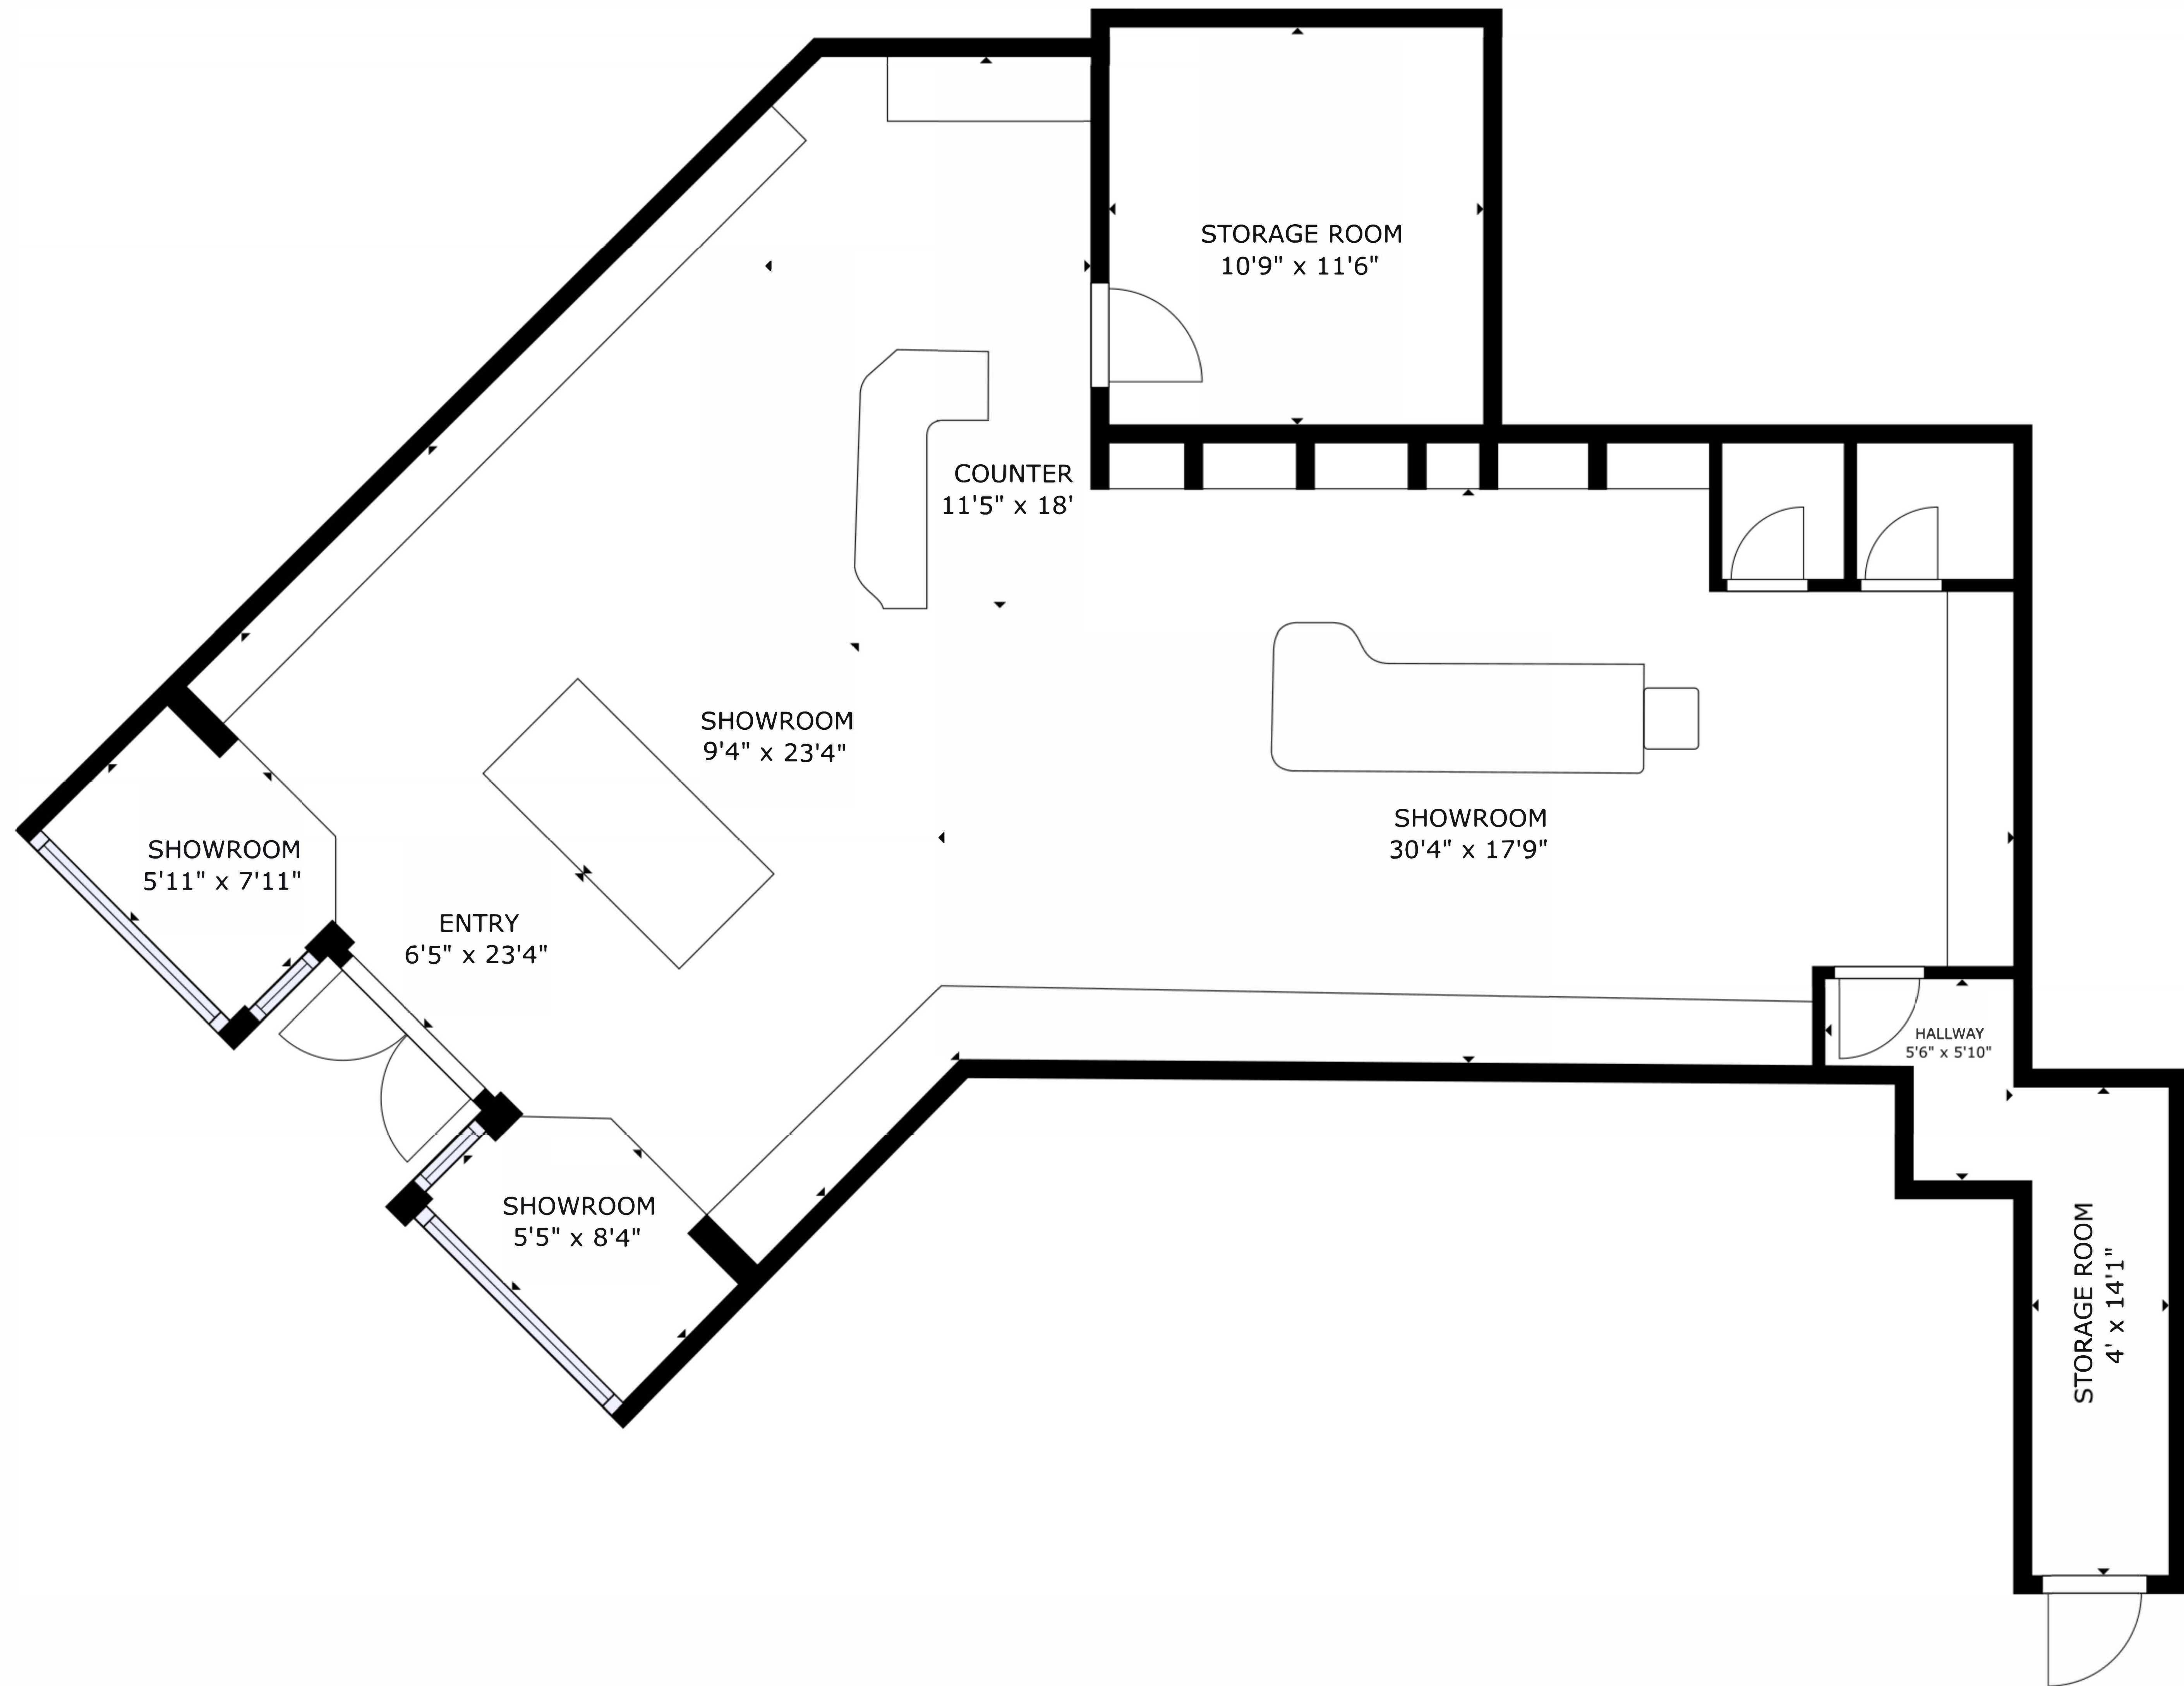 STORAGE ROOM
10'9" x 11'6"
COUNTER
11'5" x 18'
SHOWROOM
9'4" x 23'4"
SHOWROOM
30'4" x 17'9"
SHOWROOM
5'11" x 7'11"
ENTRY
6'5" x 23'4"
HALLWAY
5'6" x 5'10"
SHOWROOM
5'5" x 8'4"
STORAGE ROOM
4' x 14'1"